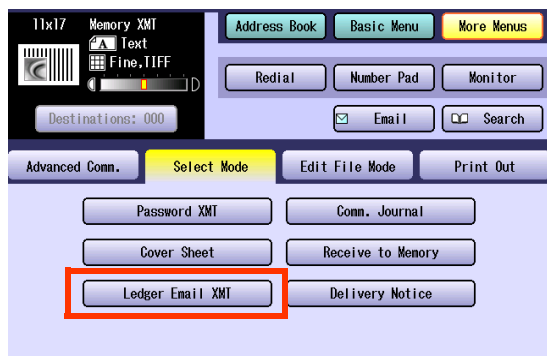 11x17 Memory XMT
A Text
Fine,TIFF
D
Destinations: 000
Address Book Basic Menu More Menus
Redial Number Pad Monitor
Email Search
Advanced Comm. Select Mode Edit File Mode Print Out
Password XMT Comm. Journal
Cover Sheet Receive to Memory
Ledger Email XMT Delivery Notice